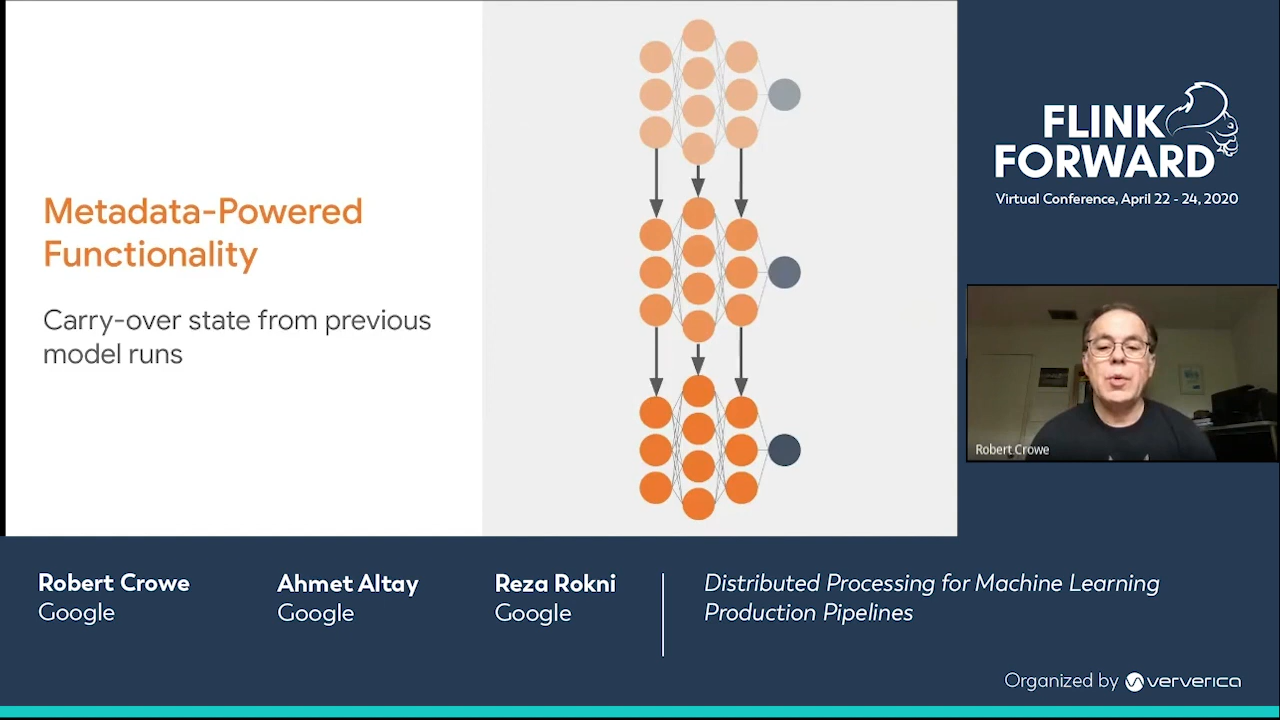 Metadata-Powered
Functionality
Carry-over state from previous
model runs
FLINK
FORWARD
Virtual Conference, April 22 - 24, 2020
Robert Crowe
Robert Crowe
Google
Ahmet Altay
Google
Reza Rokni
Google
Distributed Processing for Machine Learning
Production Pipelines
Organized by ververica